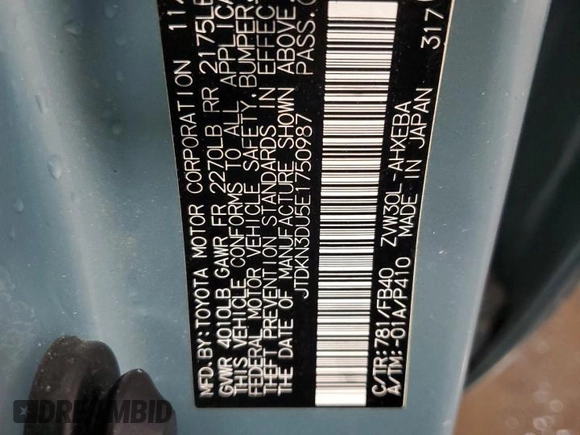 MFD.BY:TOYOTA MOTOR CORPORATION 11/
GVWR 4010LB GAWR FR 2270LB RR 2175LB
THIS VEHICLE CONFORMS TO ALL APPLICA
FEDERAL MOTOR VEHICLE SAFETY, BUMPER,
THEFT PREVENTION STANDARDS IN EFFECT
THE DATE OF MANUFACTURE SHOWN ABOVE.
JTDKN3DU5E1750987 PASS.
C/TR:781/FB40 ZVW30L-AHXEBA 317
A/TM:-01A/P410 MADE IN JAPAN
DREAMBID